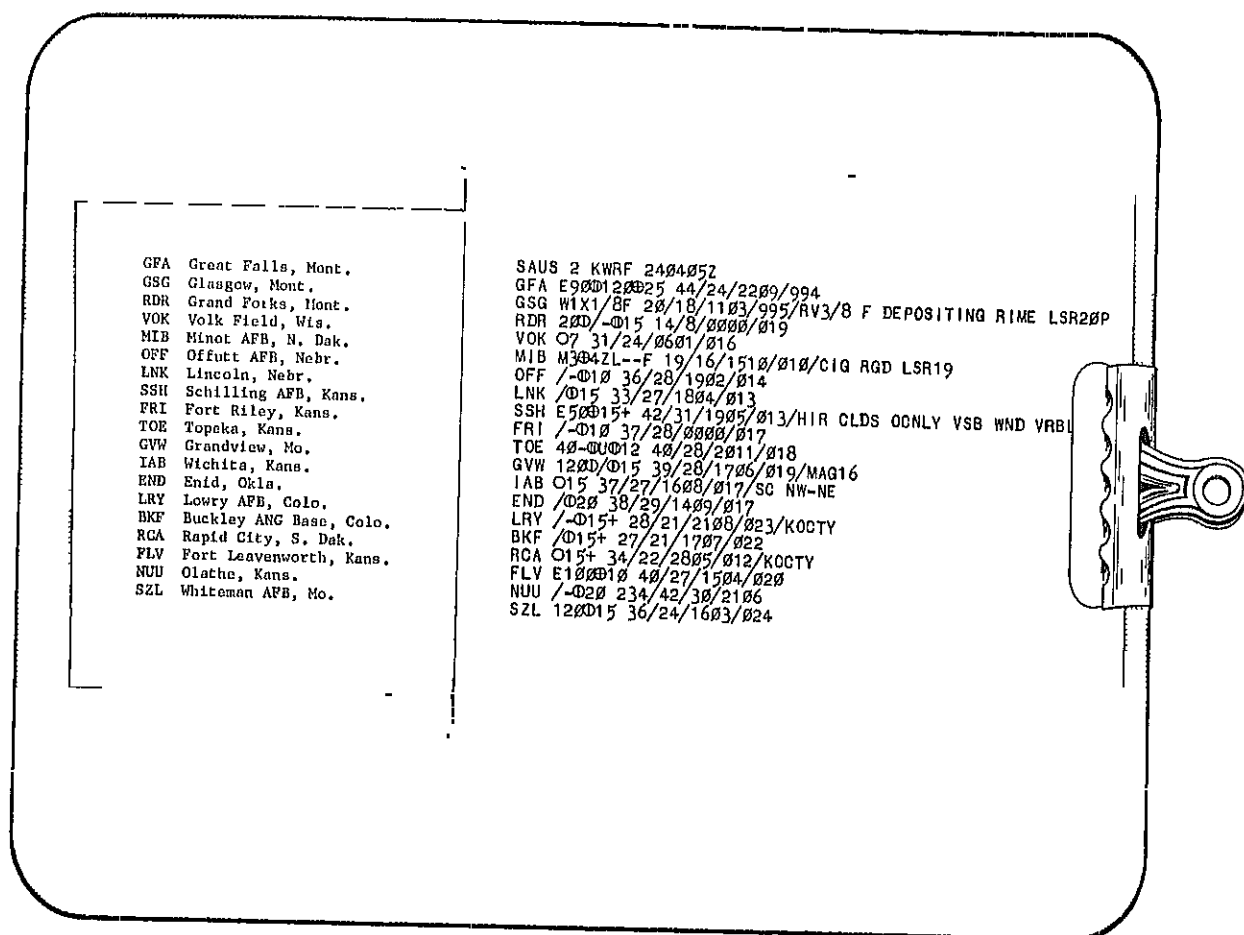 GFA Great Falls, Mont.
GSG Glasgow, Mont.
RDR Grand Forks, Mont.
VOK Volk Field, Wis.
MIB Minot AFB, N. Dak.
OFF Offutt AFB, Nebr.
LNK Lincoln, Nebr.
SSH Schilling AFB, Kans.
FRI Fort Riley, Kans.
TOE Topeka, Kans.
GVW Grandview, Mo.
IAB Wichita, Kans.
END Enid, Okla.
LRY Lowry AFB, Colo.
BKF Buckley ANG Base, Colo.
RCA Rapid City, S. Dak.
FLV Fort Leavenworth, Kans.
NUU Olathe, Kans.
SZL Whiteman AFB, Mo.
SAUS 2 KWRF 24Ø4Ø5Z
GFA E9Ø⦶12Ø⊕25 44/24/22Ø9/994
GSG W1X1/8F 2Ø/18/11Ø3/995/RV3/8 F DEPOSITING RIME LSR2ØP
RDR 2Ø⦶/-⦶15 14/8/ØØØØ/Ø19
VOK O7 31/24/Ø6Ø1/Ø16
MIB M3⊕4ZL--F 19/16/151Ø/Ø1Ø/CIG RGD LSR19
OFF /-⦶1Ø 36/28/19Ø2/Ø14
LNK /⦶15 33/27/18Ø4/Ø13
SSH E5Ø⊕15+ 42/31/19Ø5/Ø13/HIR CLDS OCNLY VSB WND VRBL
FRI /-⦶1Ø 37/28/ØØØØ/Ø17
TOE 4Ø-⦶U⦶12 4Ø/28/2Ø11/Ø18
GVW 12Ø⦶/⦶15 39/28/17Ø6/Ø19/MAG16
IAB O15 37/27/16Ø8/Ø17/SC NW-NE
END /⦶2Ø 38/29/14Ø9/Ø17
LRY /-⦶15+ 28/21/21Ø8/Ø23/KOCTY
BKF /⦶15+ 27/21/17Ø7/Ø22
RCA O15+ 34/22/28Ø5/Ø12/KOCTY
FLV E1ØØ⊕1Ø 4Ø/27/15Ø4/Ø2Ø
NUU /-⦶2Ø 234/42/3Ø/21Ø6
SZL 12Ø⦶15 36/24/16Ø3/Ø24